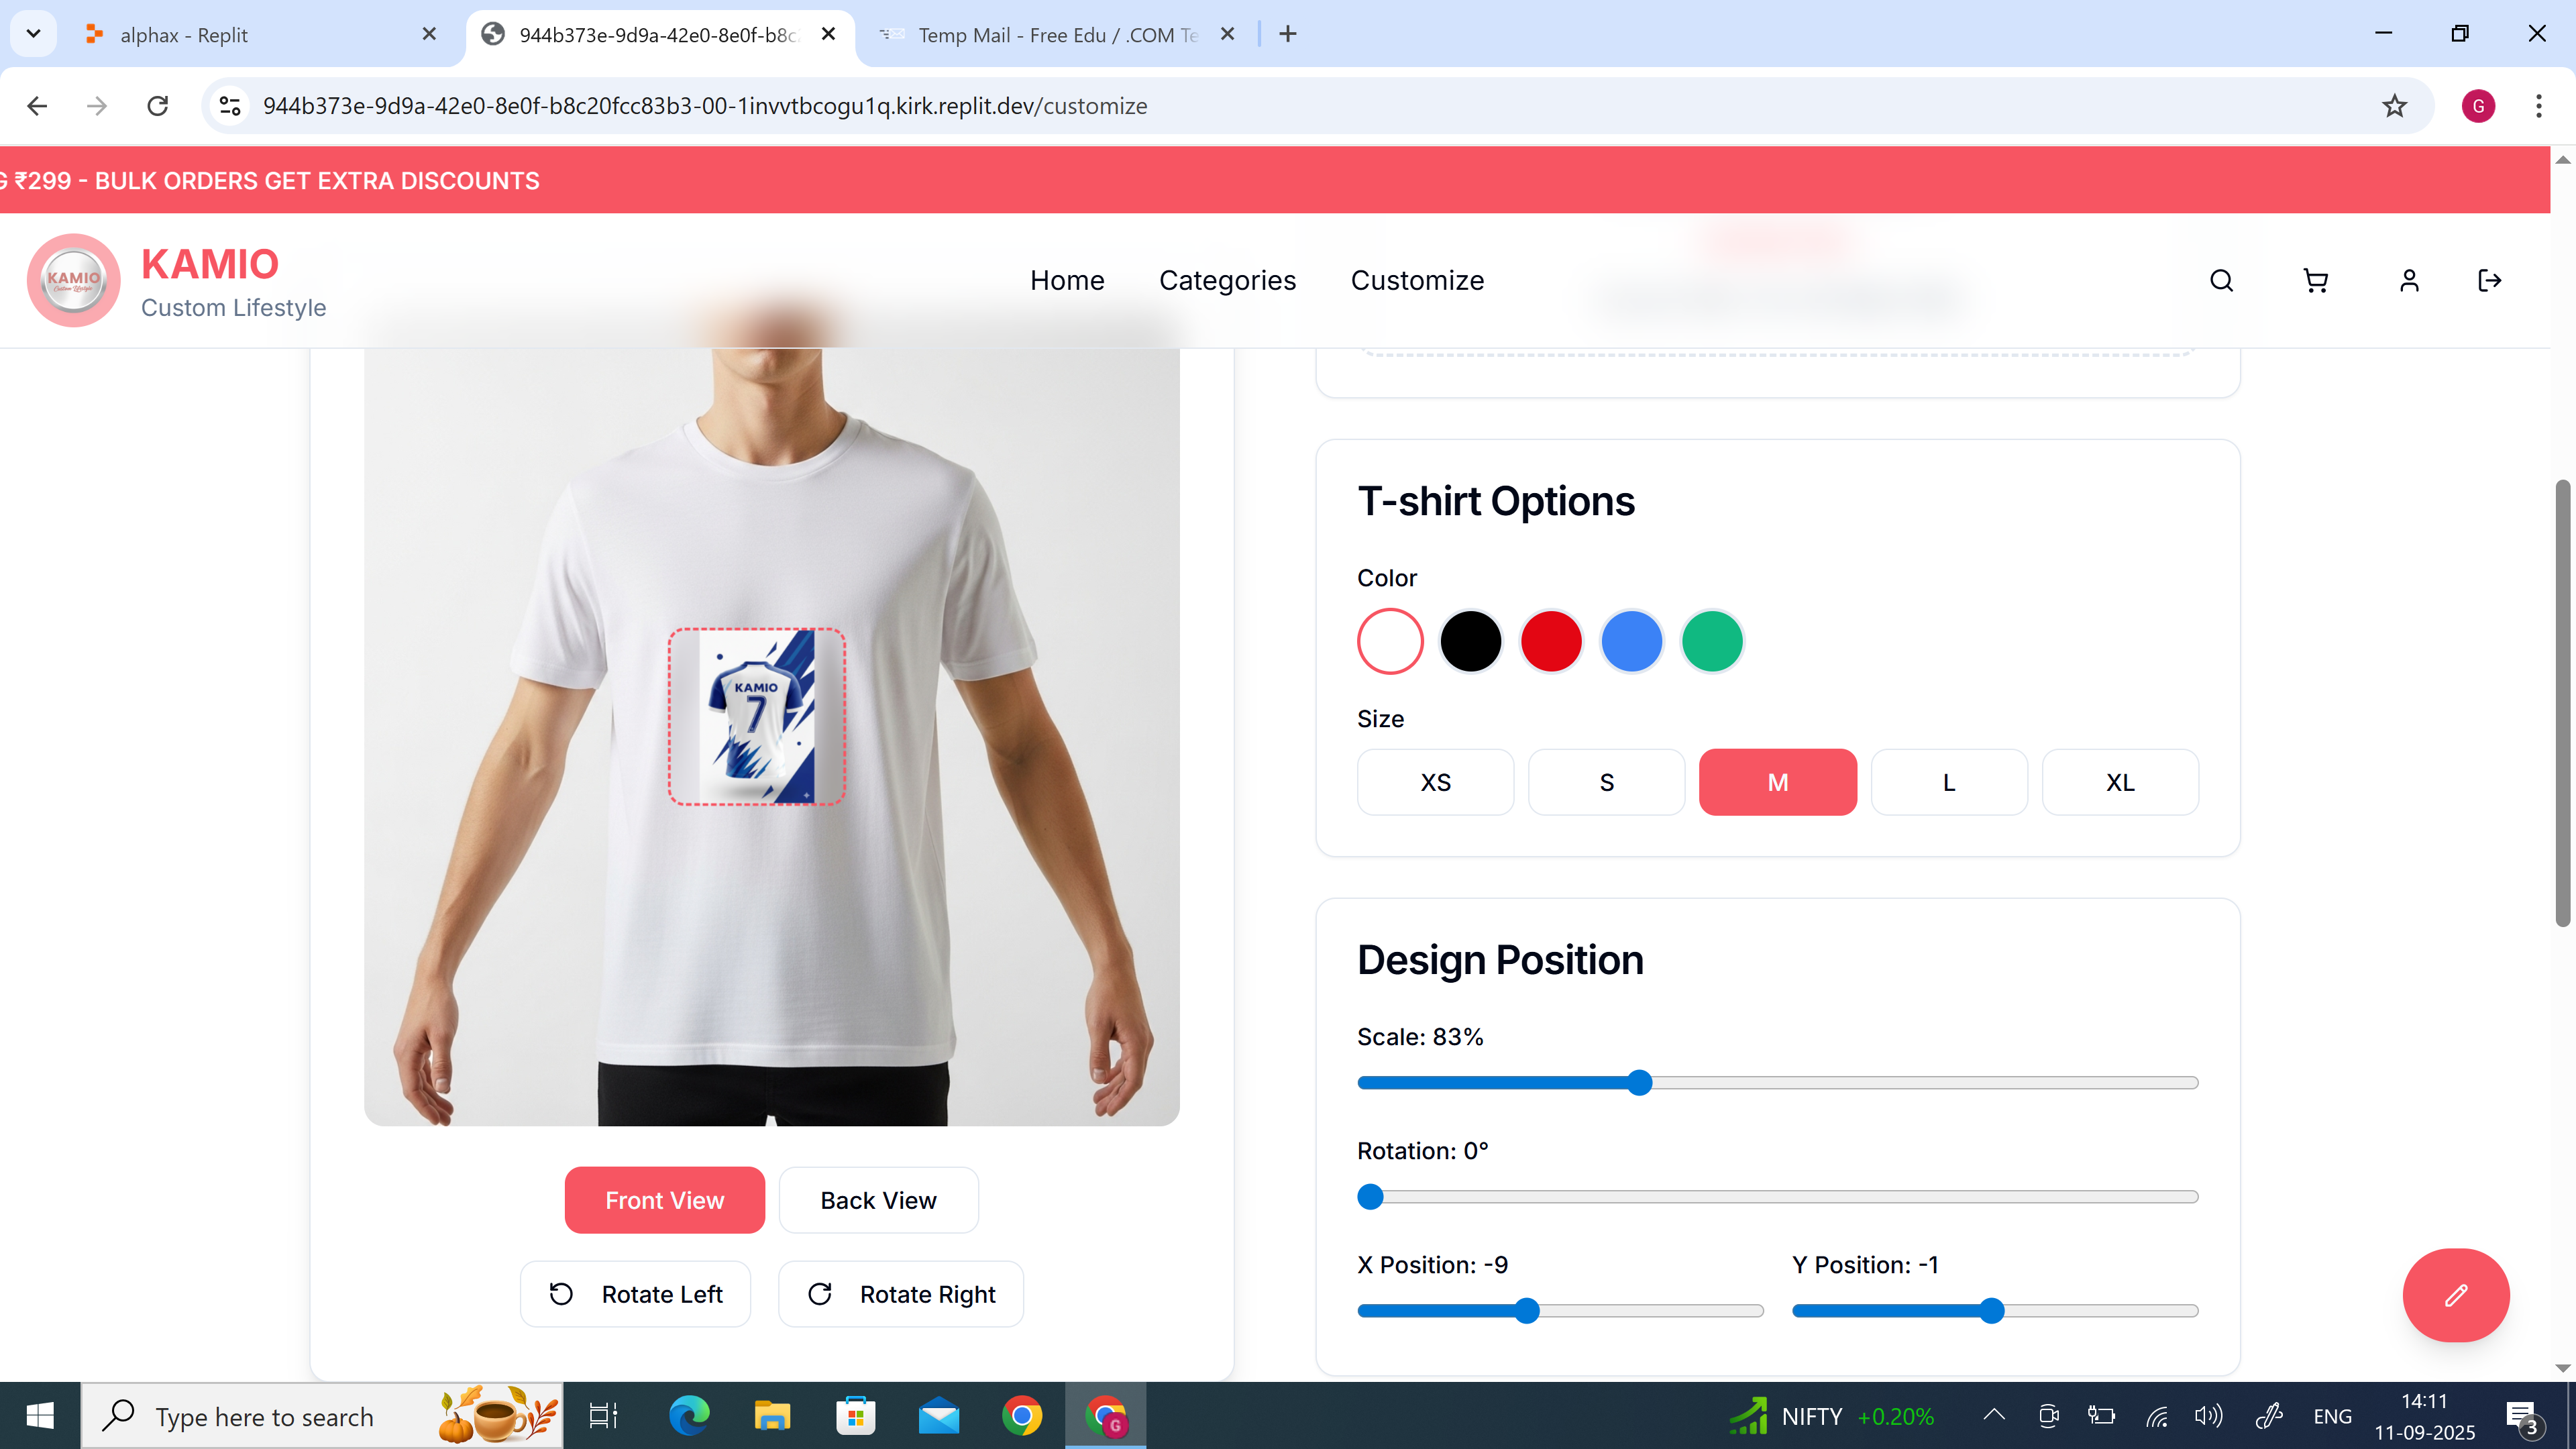 alphax - Replit
944b373e-9d9a-42e0-8e0f-b8c
Temp Mail - Free Edu / .COM Te
944b373e-9d9a-42e0-8e0f-b8c20fcc83b3-00-1invvtbcogu1q.kirk.replit.dev/customize
G
₹299 - BULK ORDERS GET EXTRA DISCOUNTS
KAMIO
KAMIO
Custom Lifestyle
Home
Categories
Customize
KAMIO
7
Front View
Back View
Rotate Left
Rotate Right
T-shirt Options
Color
Size
XS
S
M
L
XL
Design Position
Scale: 83%
Rotation: 0°
X Position: -9
Y Position: -1
Type here to search
G
NIFTY +0.20%
ENG
14:11
11-09-2025
3